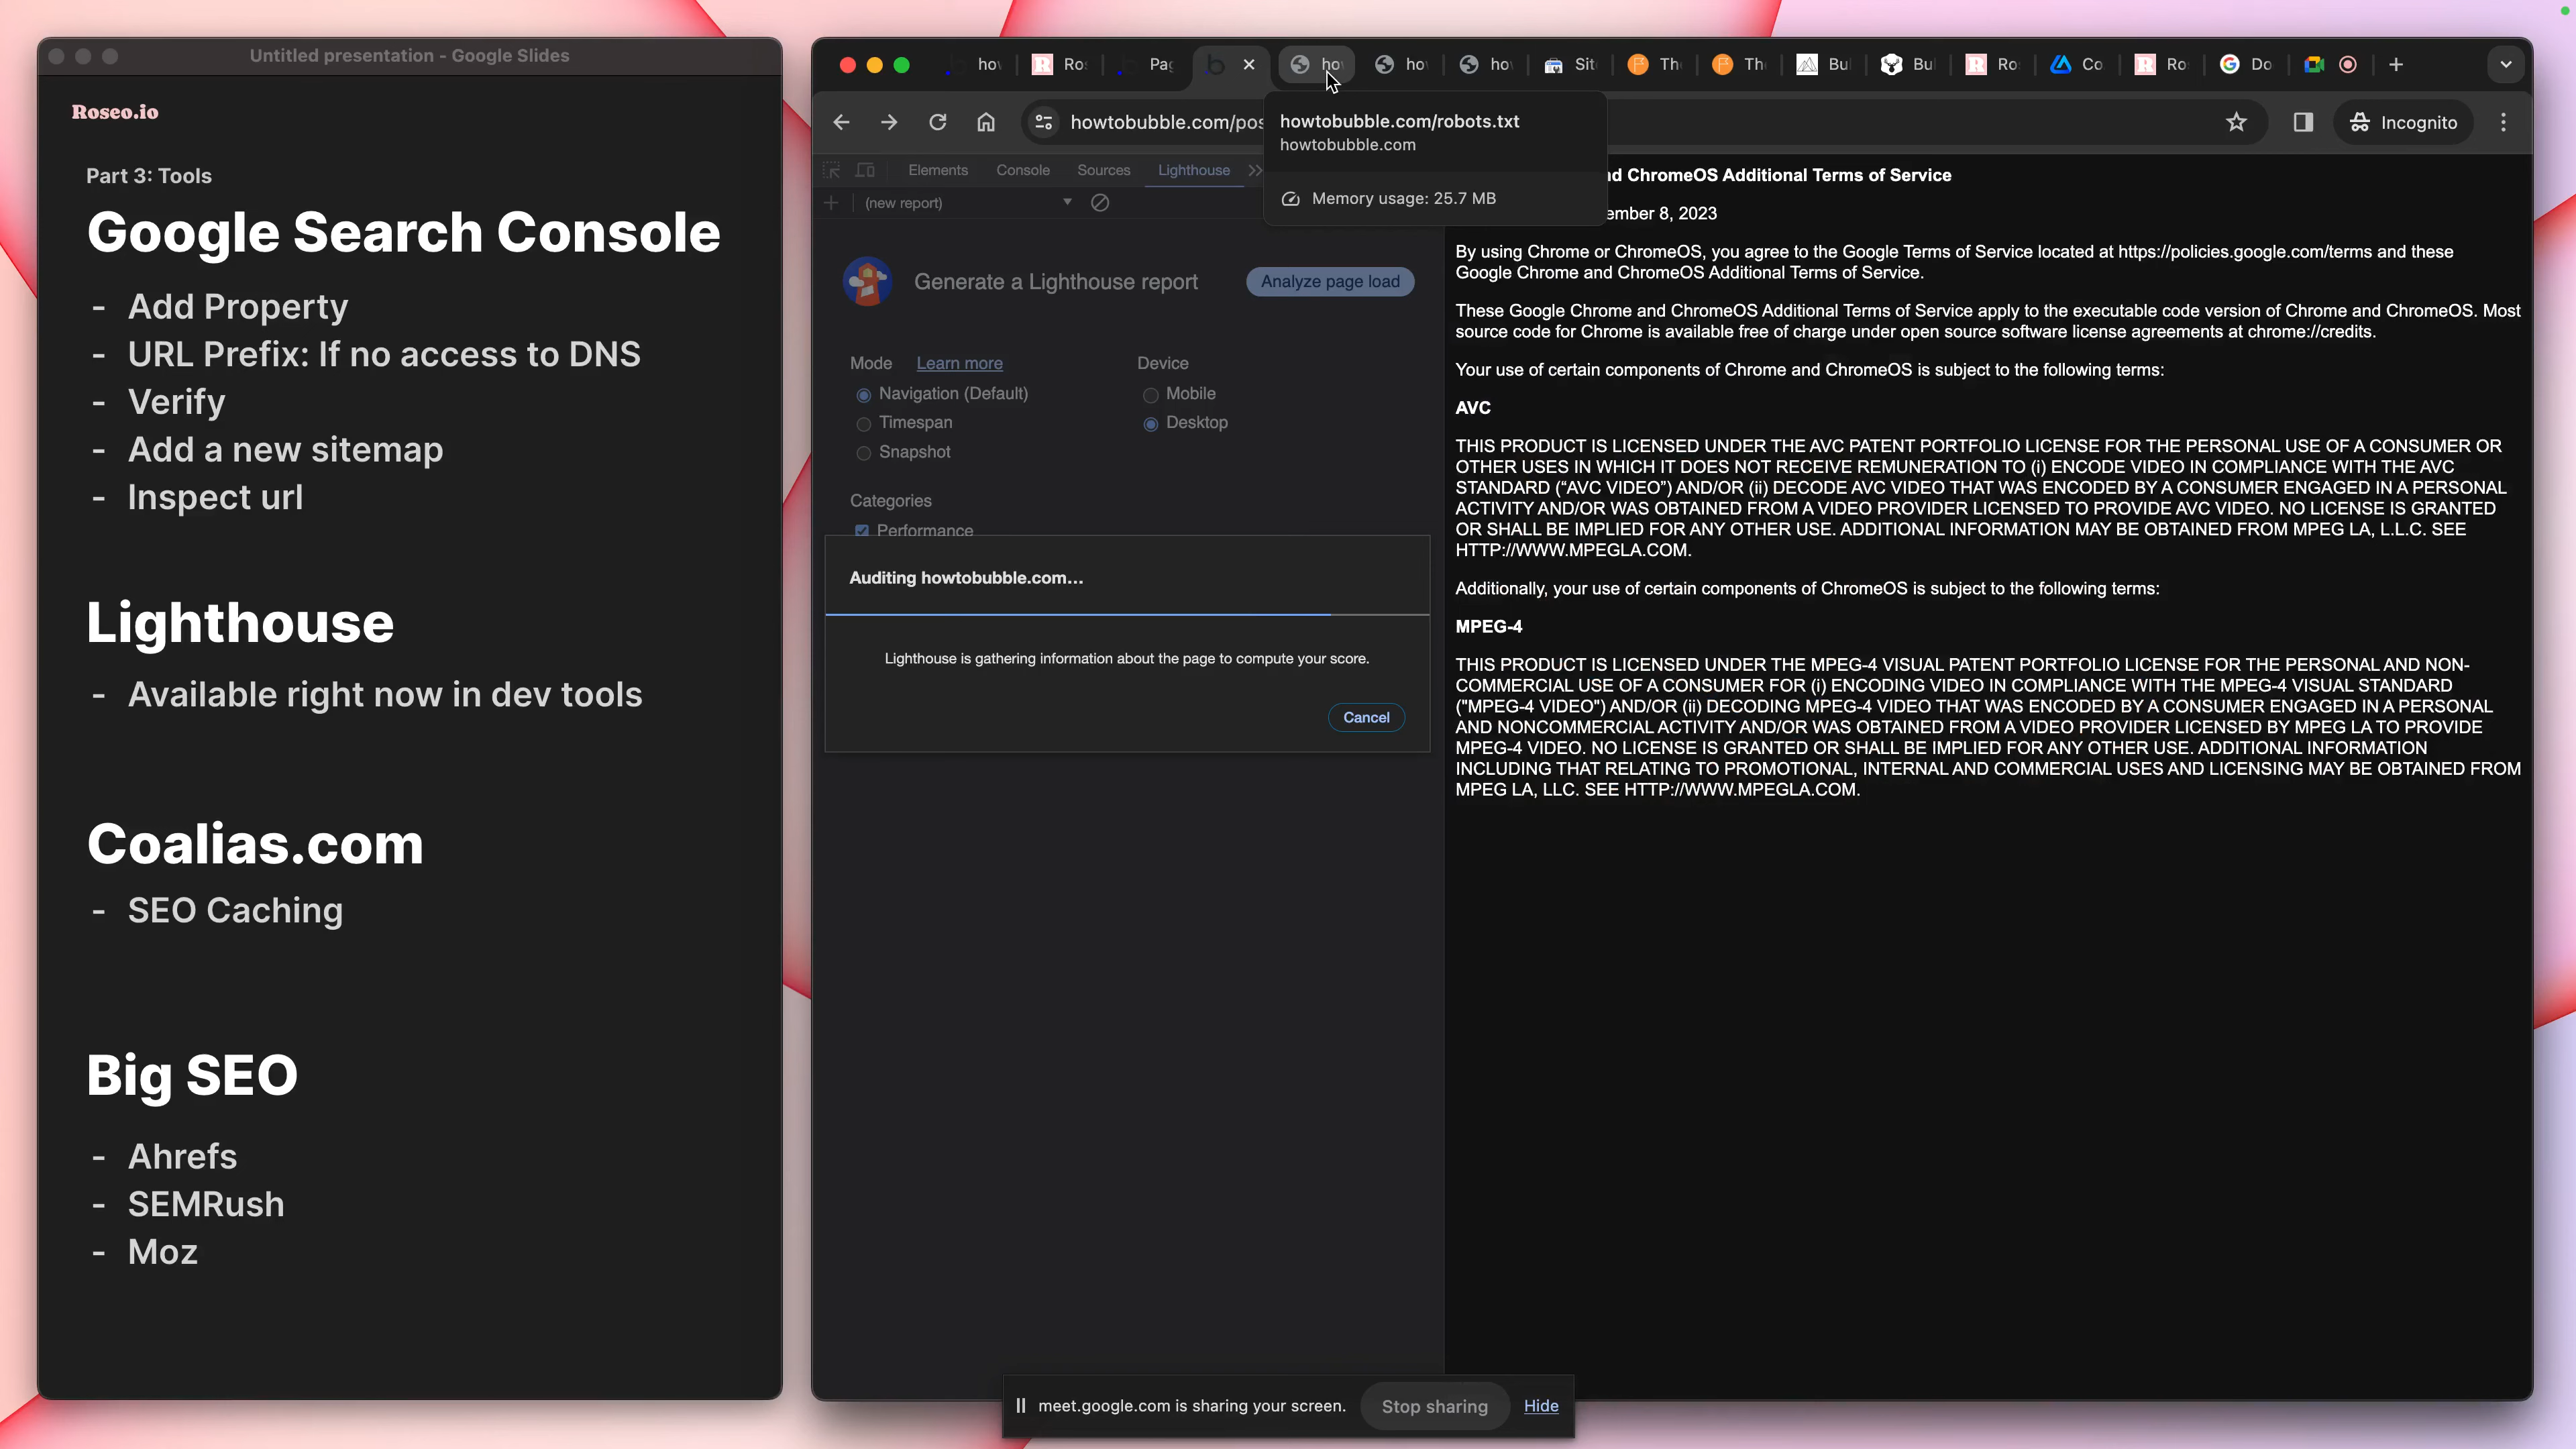 Untitled presentation - Google Slides
Roseo.io
Part 3: Tools
Google Search Console
- Add Property
- URL Prefix: If no access to DNS
- Verify
- Add a new sitemap
- Inspect url
Lighthouse
- Available right now in dev tools
Coalias.com
- SEO Caching
Big SEO
- Ahrefs
- SEMRush
- Moz
hov Ro: Pag ho ho ho Sit Th Th Bu Bu Ro Co Ro Do
howtobubble.com/pos
Incognito
howtobubble.com/robots.txt
howtobubble.com
Memory usage: 25.7 MB
Elements Console Sources Lighthouse
(new report)
Generate a Lighthouse report
Analyze page load
Mode Learn more Device
Navigation (Default) Mobile
Timespan Desktop
Snapshot
Categories
Performance
Auditing howtobubble.com...
Lighthouse is gathering information about the page to compute your score.
Cancel
d ChromeOS Additional Terms of Service
ember 8, 2023
By using Chrome or ChromeOS, you agree to the Google Terms of Service located at https://policies.google.com/terms and these
Google Chrome and ChromeOS Additional Terms of Service.
These Google Chrome and ChromeOS Additional Terms of Service apply to the executable code version of Chrome and ChromeOS. Most
source code for Chrome is available free of charge under open source software license agreements at chrome://credits.
Your use of certain components of Chrome and ChromeOS is subject to the following terms:
AVC
THIS PRODUCT IS LICENSED UNDER THE AVC PATENT PORTFOLIO LICENSE FOR THE PERSONAL USE OF A CONSUMER OR
OTHER USES IN WHICH IT DOES NOT RECEIVE REMUNERATION TO (i) ENCODE VIDEO IN COMPLIANCE WITH THE AVC
STANDARD (“AVC VIDEO”) AND/OR (ii) DECODE AVC VIDEO THAT WAS ENCODED BY A CONSUMER ENGAGED IN A PERSONAL
ACTIVITY AND/OR WAS OBTAINED FROM A VIDEO PROVIDER LICENSED TO PROVIDE AVC VIDEO. NO LICENSE IS GRANTED
OR SHALL BE IMPLIED FOR ANY OTHER USE. ADDITIONAL INFORMATION MAY BE OBTAINED FROM MPEG LA, L.L.C. SEE
HTTP://WWW.MPEGLA.COM.
Additionally, your use of certain components of ChromeOS is subject to the following terms:
MPEG-4
THIS PRODUCT IS LICENSED UNDER THE MPEG-4 VISUAL PATENT PORTFOLIO LICENSE FOR THE PERSONAL AND NON-
COMMERCIAL USE OF A CONSUMER FOR (i) ENCODING VIDEO IN COMPLIANCE WITH THE MPEG-4 VISUAL STANDARD
("MPEG-4 VIDEO") AND/OR (ii) DECODING MPEG-4 VIDEO THAT WAS ENCODED BY A CONSUMER ENGAGED IN A PERSONAL
AND NONCOMMERCIAL ACTIVITY AND/OR WAS OBTAINED FROM A VIDEO PROVIDER LICENSED BY MPEG LA TO PROVIDE
MPEG-4 VIDEO. NO LICENSE IS GRANTED OR SHALL BE IMPLIED FOR ANY OTHER USE. ADDITIONAL INFORMATION
INCLUDING THAT RELATING TO PROMOTIONAL, INTERNAL AND COMMERCIAL USES AND LICENSING MAY BE OBTAINED FROM
MPEG LA, LLC. SEE HTTP://WWW.MPEGLA.COM.
meet.google.com is sharing your screen. Stop sharing Hide